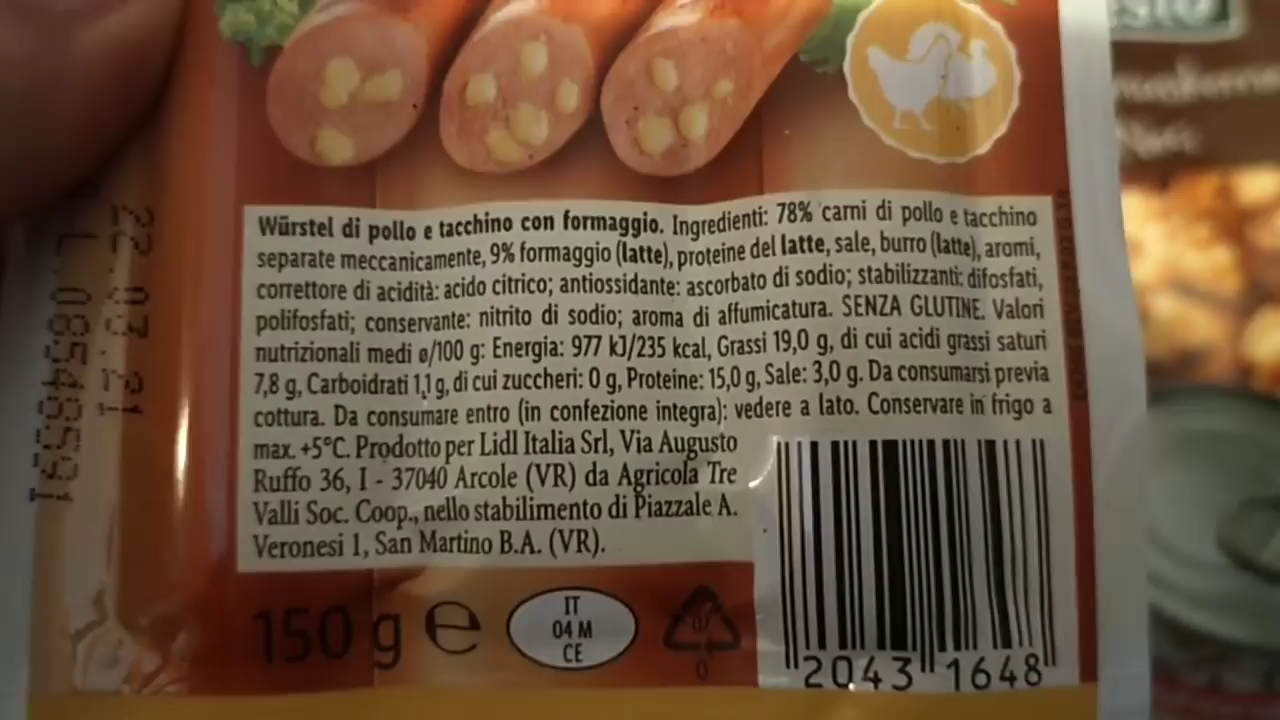 Würstel di pollo e tacchino con formaggio. Ingredienti: 78% carni di pollo e tacchino
separate meccanicamente, 9% formaggio (latte), proteine del latte, sale, burro (latte), aromi,
correttore di acidità: acido citrico; antiossidante: ascorbato di sodio; stabilizzanti: difosfati,
polifosfati; conservante: nitrito di sodio; aroma di affumicatura. SENZA GLUTINE. Valori
nutrizionali medi ø/100 g: Energia: 977 kJ/235 kcal, Grassi 19,0 g, di cui acidi grassi saturi
7,8 g, Carboidrati 1,1 g, di cui zuccheri: 0 g, Proteine: 15,0 g, Sale: 3,0 g. Da consumarsi previa
cottura. Da consumare entro (in confezione integra): vedere a lato. Conservare in frigo a
max. +5°C. Prodotto per Lidl Italia Srl, Via Augusto
Ruffo 36, I - 37040 Arcole (VR) da Agricola Tre
Valli Soc. Coop., nello stabilimento di Piazzale A.
Veronesi 1, San Martino B.A. (VR).
150 g e
IT
04 M
CE
07
2043 1648
22.03.21